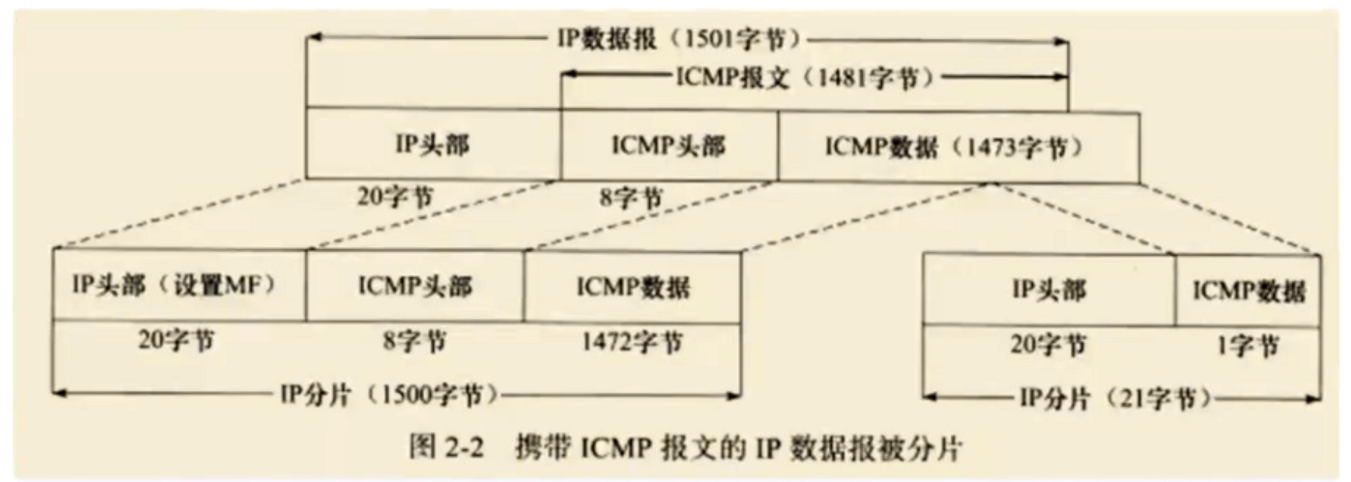 IP数据报（1501字节）
ICMP报文（1481字节）
IP头部 ICMP头部 ICMP数据（1473字节）
20字节 8字节
IP头部（设置MF） ICMP头部 ICMP数据 IP头部 ICMP数据
20字节 8字节 1472字节 20字节 1字节
IP分片（1500字节） IP分片（21字节）
图 2-2 携带 ICMP 报文的 IP 数据报被分片